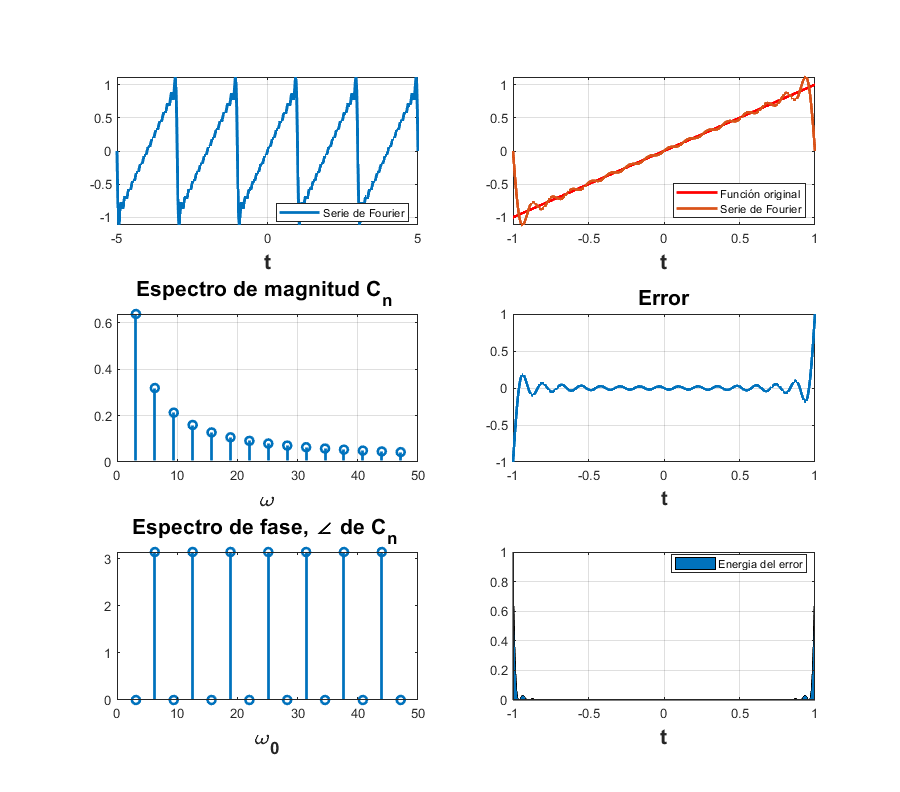 1
0.5
0
-0.5
-1
Serie de Fourier
-5 0 5
t
1
0.5
0
-0.5
-1
Función original
Serie de Fourier
-1 -0.5 0 0.5 1
t
Espectro de magnitud Cn
0.6
0.4
0.2
0
0 10 20 30 40 50
ω
Error
1
0.5
0
-0.5
-1
-1 -0.5 0 0.5 1
t
Espectro de fase, ∠ de Cn
3
2
1
0
0 10 20 30 40 50
ω0
1
0.8
0.6
0.4
0.2
0
Energia del error
-1 -0.5 0 0.5 1
t